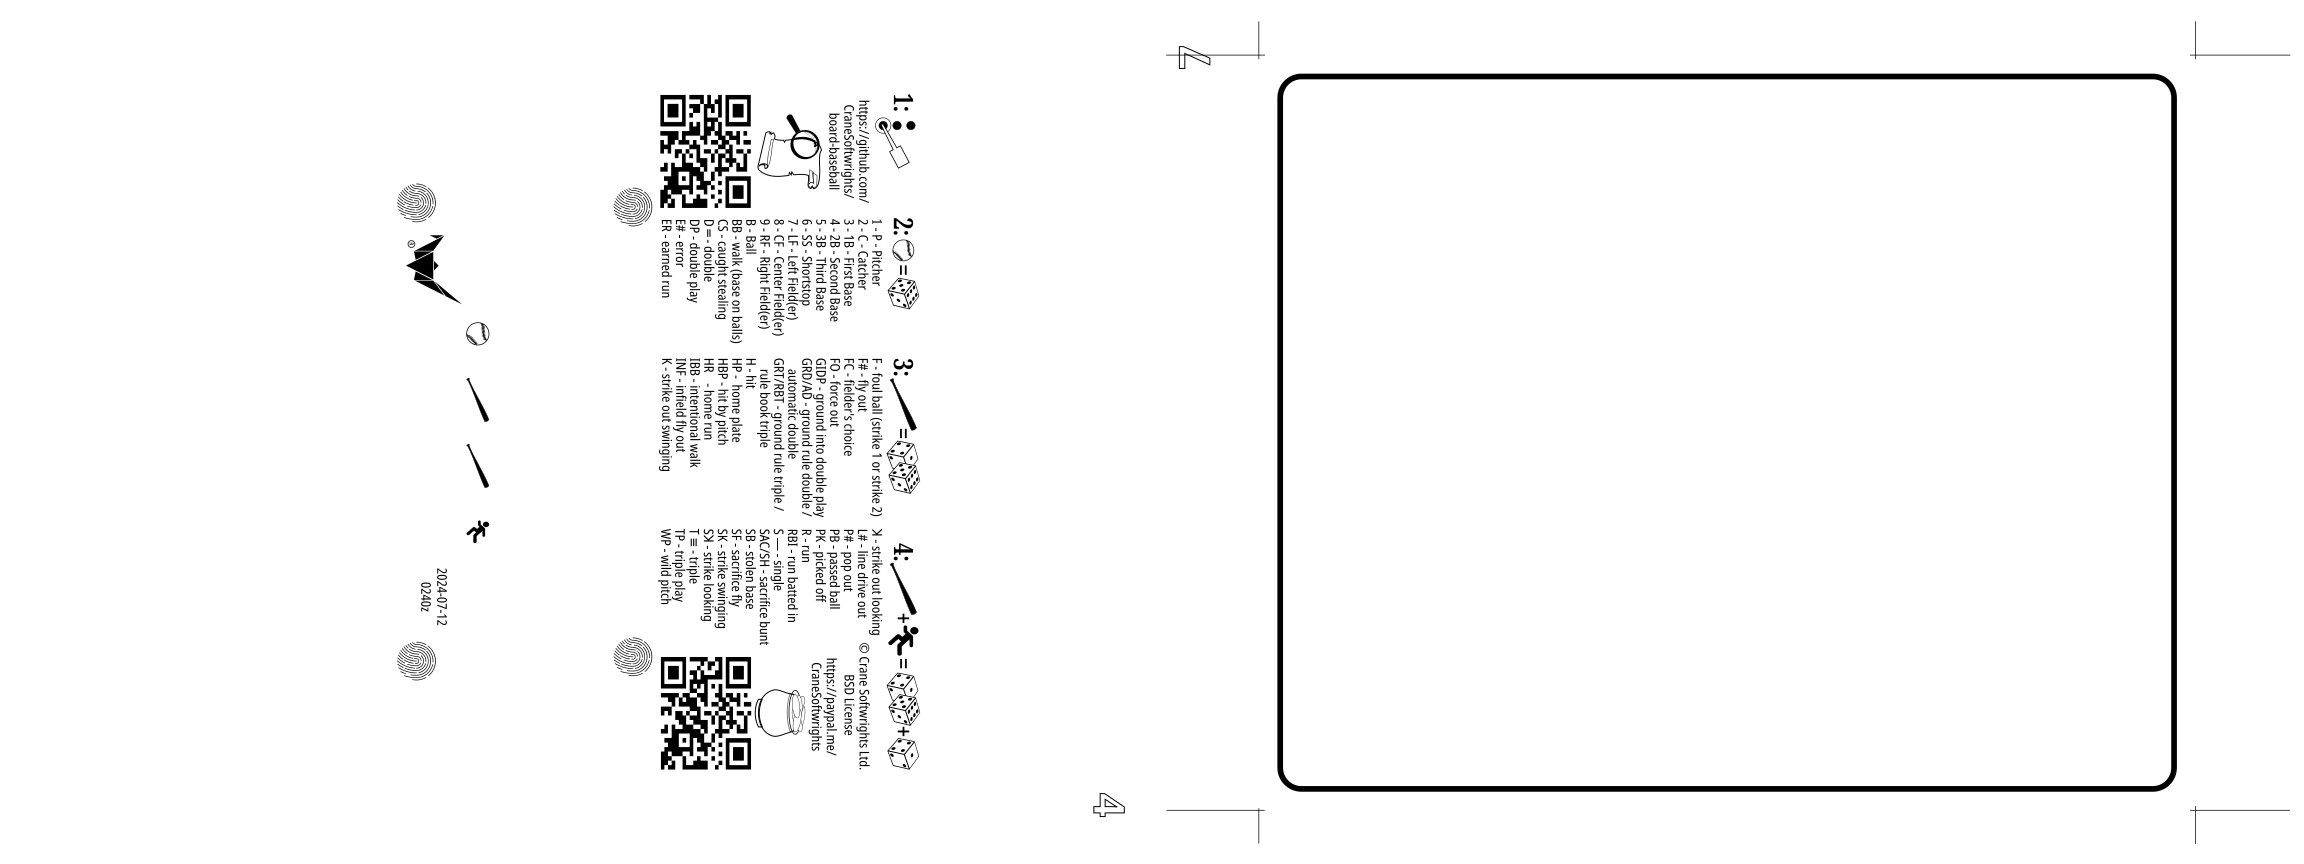 7
1:
https://github.com/
CraneSoftwrights/
board-baseball
2: =
1 - P - Pitcher
2 - C - Catcher
3 - 1B - First Base
4 - 2B - Second Base
5 - 3B - Third Base
6 - SS - Shortstop
7 - LF - Left Field(er)
8 - CF - Center Field(er)
9 - RF - Right Field(er)
B - Ball
BB - walk (base on balls)
CS - caught stealing
D = - double
DP - double play
E# - error
ER - earned run
3: =
F - foul ball (strike 1 or strike 2)
F# - fly out
FC - fielder's choice
FO - force out
GIDP - ground into double play
GRD/AD - ground rule double /
automatic double
GRT/RBT - ground rule triple /
rule book triple
H - hit
HP - home plate
HBP - hit by pitch
HR - home run
IBB - intentional walk
INF - infield fly out
K - strike out swinging
4: + = +
ꓘ - strike out looking
L# - line drive out
P# - pop out
PB - passed ball
PK - picked off
R - run
RBI - run batted in
S — - single
SAC/SH - sacrifice bunt
SB - stolen base
SF - sacrifice fly
SK - strike swinging
Sꓘ - strike looking
T ≡ - triple
TP - triple play
WP - wild pitch
© Crane Softwrights Ltd.
BSD License
https://paypal.me/
CraneSoftwrights
®
2024-07-12
0240z
4